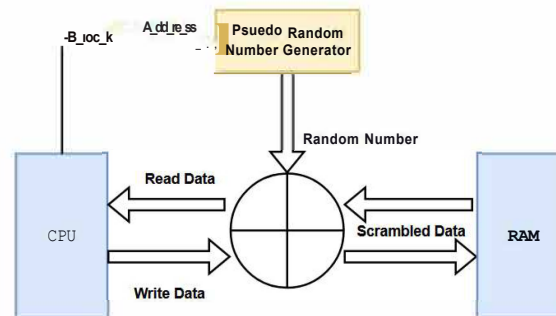 -B_ioc_k A_dd_re_ss
Psuedo Random
Number Generator
Random Number
Read Data
CPU
Scrambled Data
RAM
Write Data